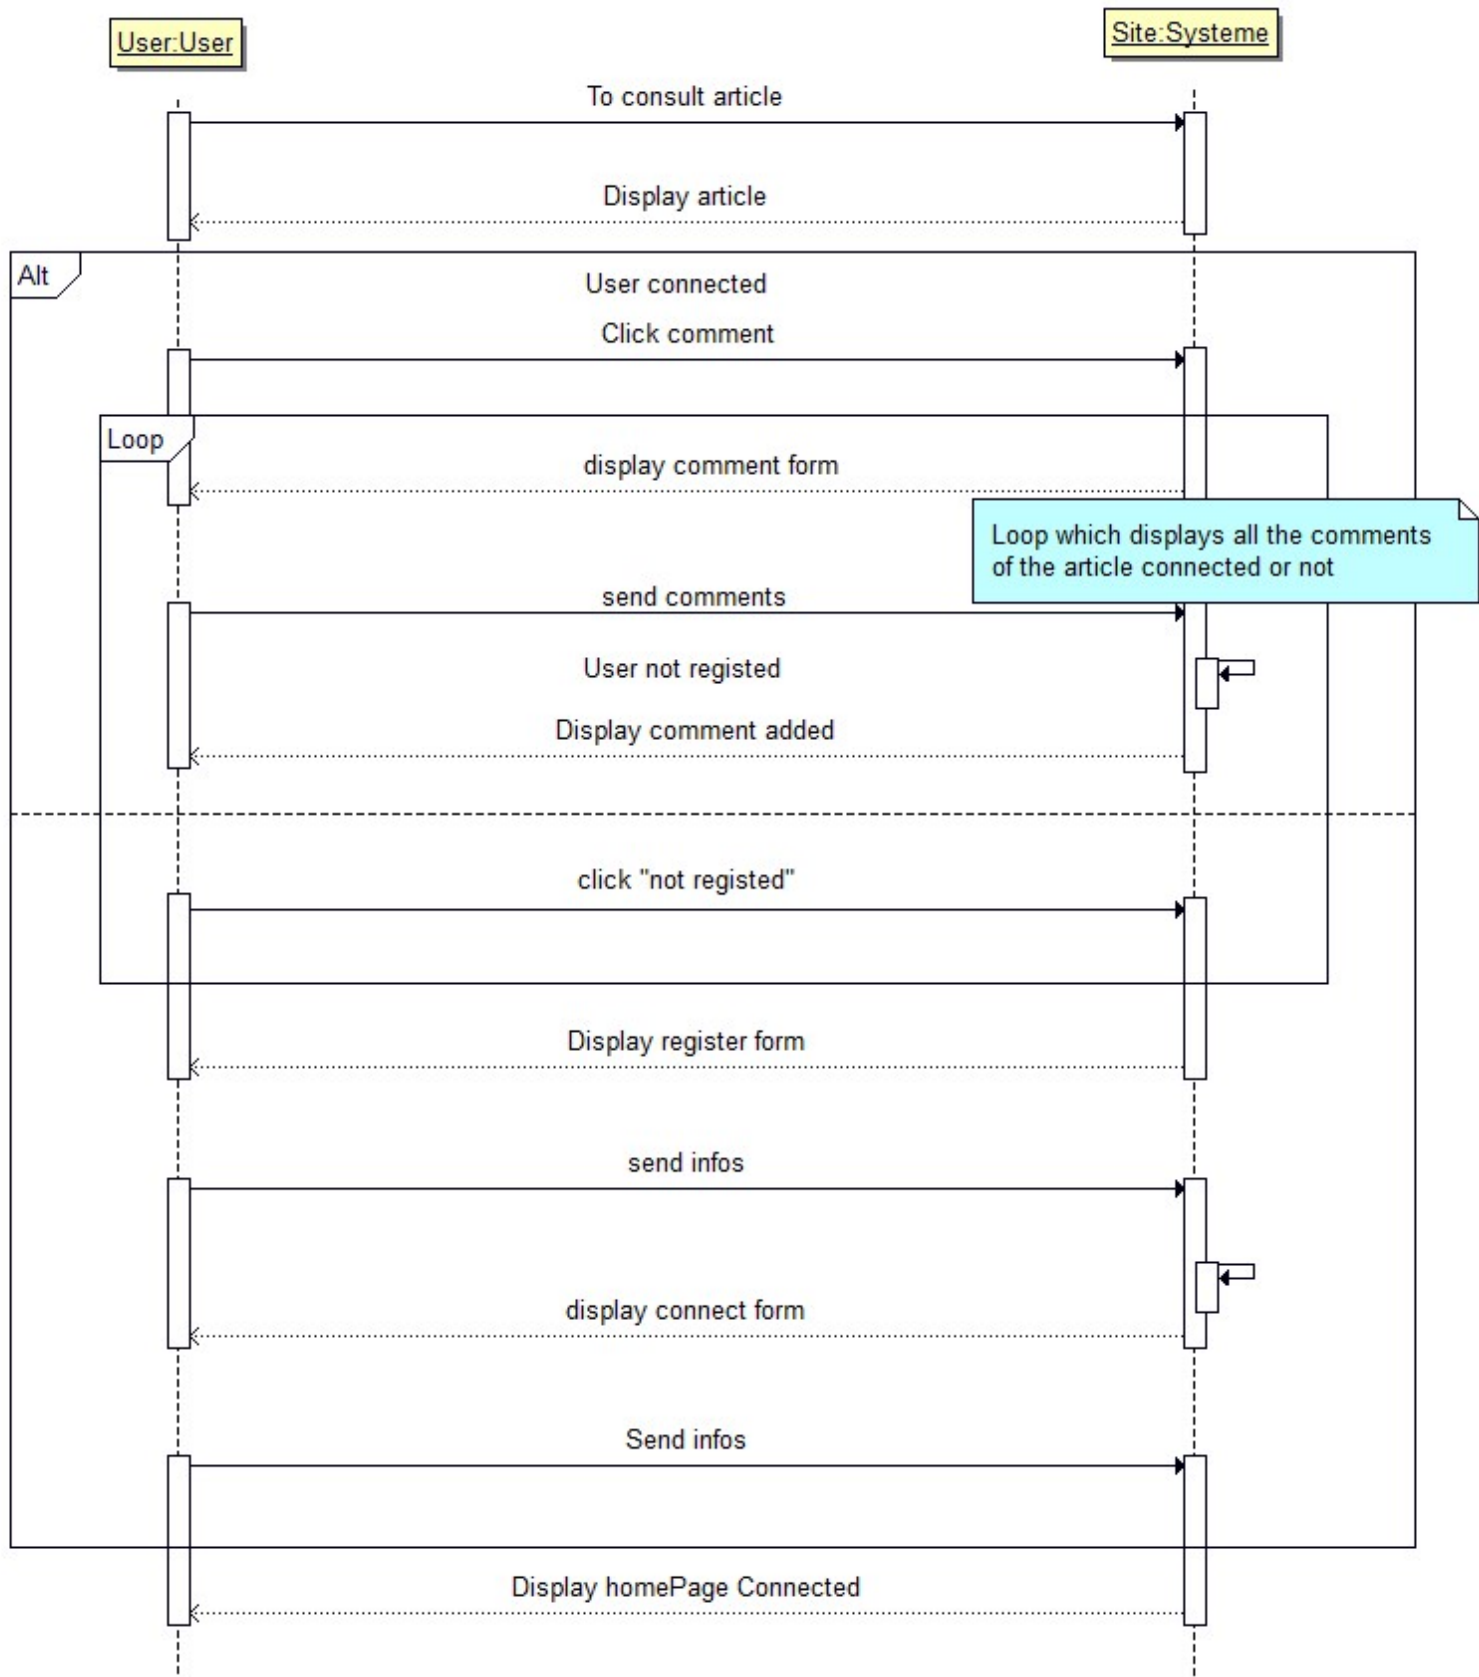 User:User
Site:Systeme
To consult article
Display article
Alt
User connected
Click comment
Loop
display comment form
Loop which displays all the comments
of the article connected or not
send comments
User not registed
Display comment added
click "not registed"
Display register form
send infos
display connect form
Send infos
Display homePage Connected